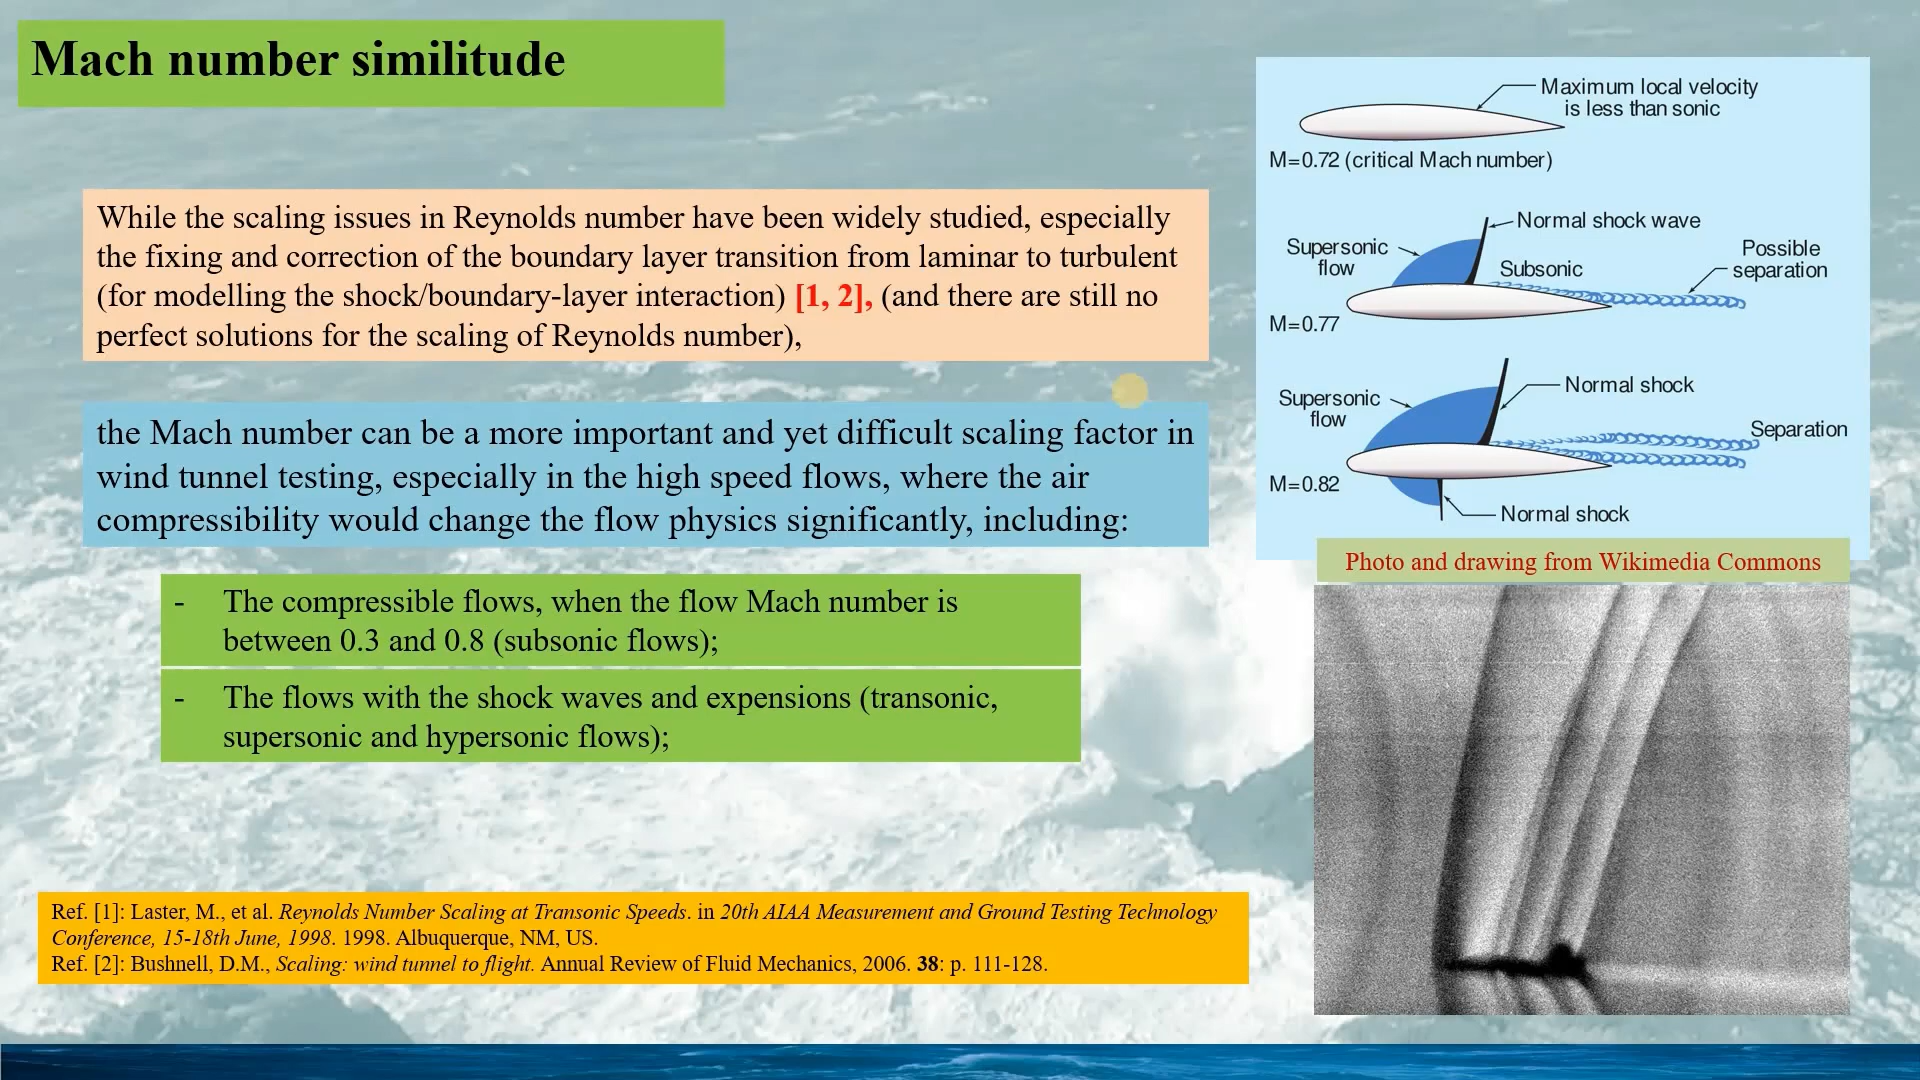 Mach number similitude
While the scaling issues in Reynolds number have been widely studied, especially
the fixing and correction of the boundary layer transition from laminar to turbulent
(for modelling the shock/boundary-layer interaction) [1, 2], (and there are still no
perfect solutions for the scaling of Reynolds number),
the Mach number can be a more important and yet difficult scaling factor in
wind tunnel testing, especially in the high speed flows, where the air
compressibility would change the flow physics significantly, including:
- The compressible flows, when the flow Mach number is
between 0.3 and 0.8 (subsonic flows);
- The flows with the shock waves and expensions (transonic,
supersonic and hypersonic flows);
Ref. [1]: Laster, M., et al. Reynolds Number Scaling at Transonic Speeds. in 20th AIAA Measurement and Ground Testing Technology
Conference, 15-18th June, 1998. 1998. Albuquerque, NM, US.
Ref. [2]: Bushnell, D.M., Scaling: wind tunnel to flight. Annual Review of Fluid Mechanics, 2006. 38: p. 111-128.
Maximum local velocity
is less than sonic
M=0.72 (critical Mach number)
Normal shock wave
Supersonic
flow
Subsonic
Possible
separation
M=0.77
Supersonic
flow
Normal shock
Separation
M=0.82
Normal shock
Photo and drawing from Wikimedia Commons